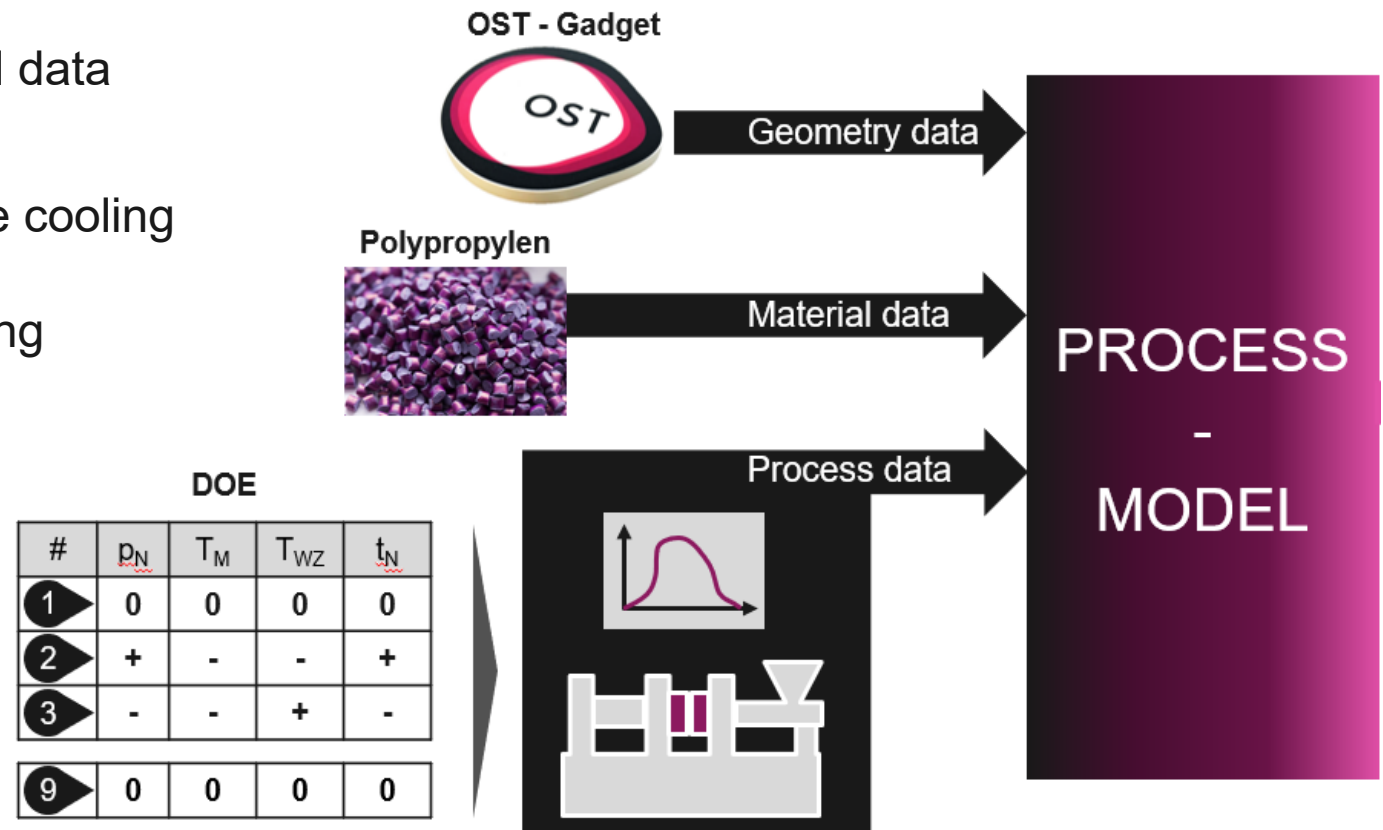 OST - Gadget
data
cooling
OST
Geometry data
Polypropylen
Material data
PROCESS
-
MODEL
Process data
DOE
# pN TM TWZ tN
1 0 0 0 0
2 + - - +
3 - - + -
9 0 0 0 0